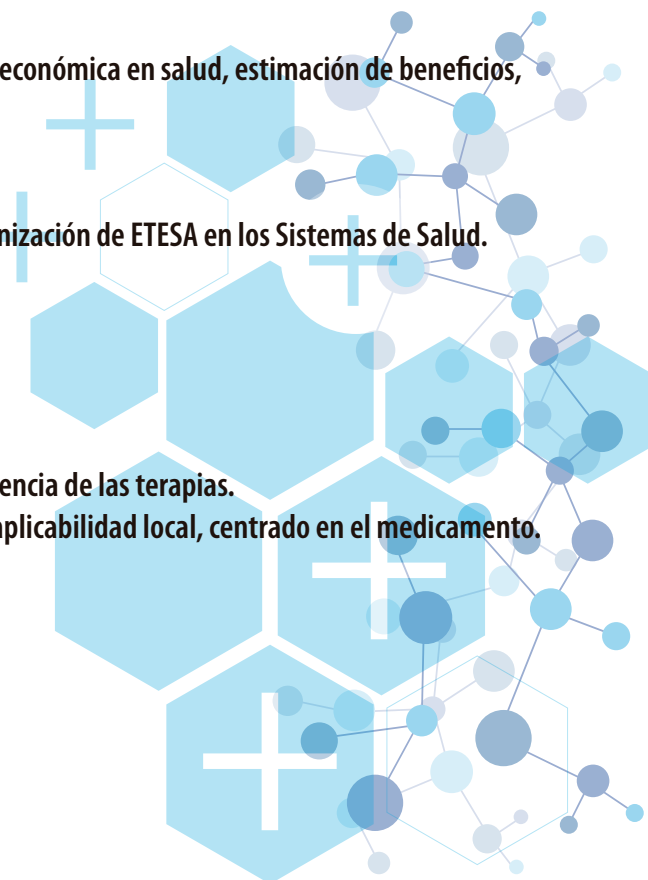 económica en salud, estimación de beneficios,
nización de ETESA en los Sistemas de Salud.
encia de las terapias.
aplicabilidad local, centrado en el medicamento.